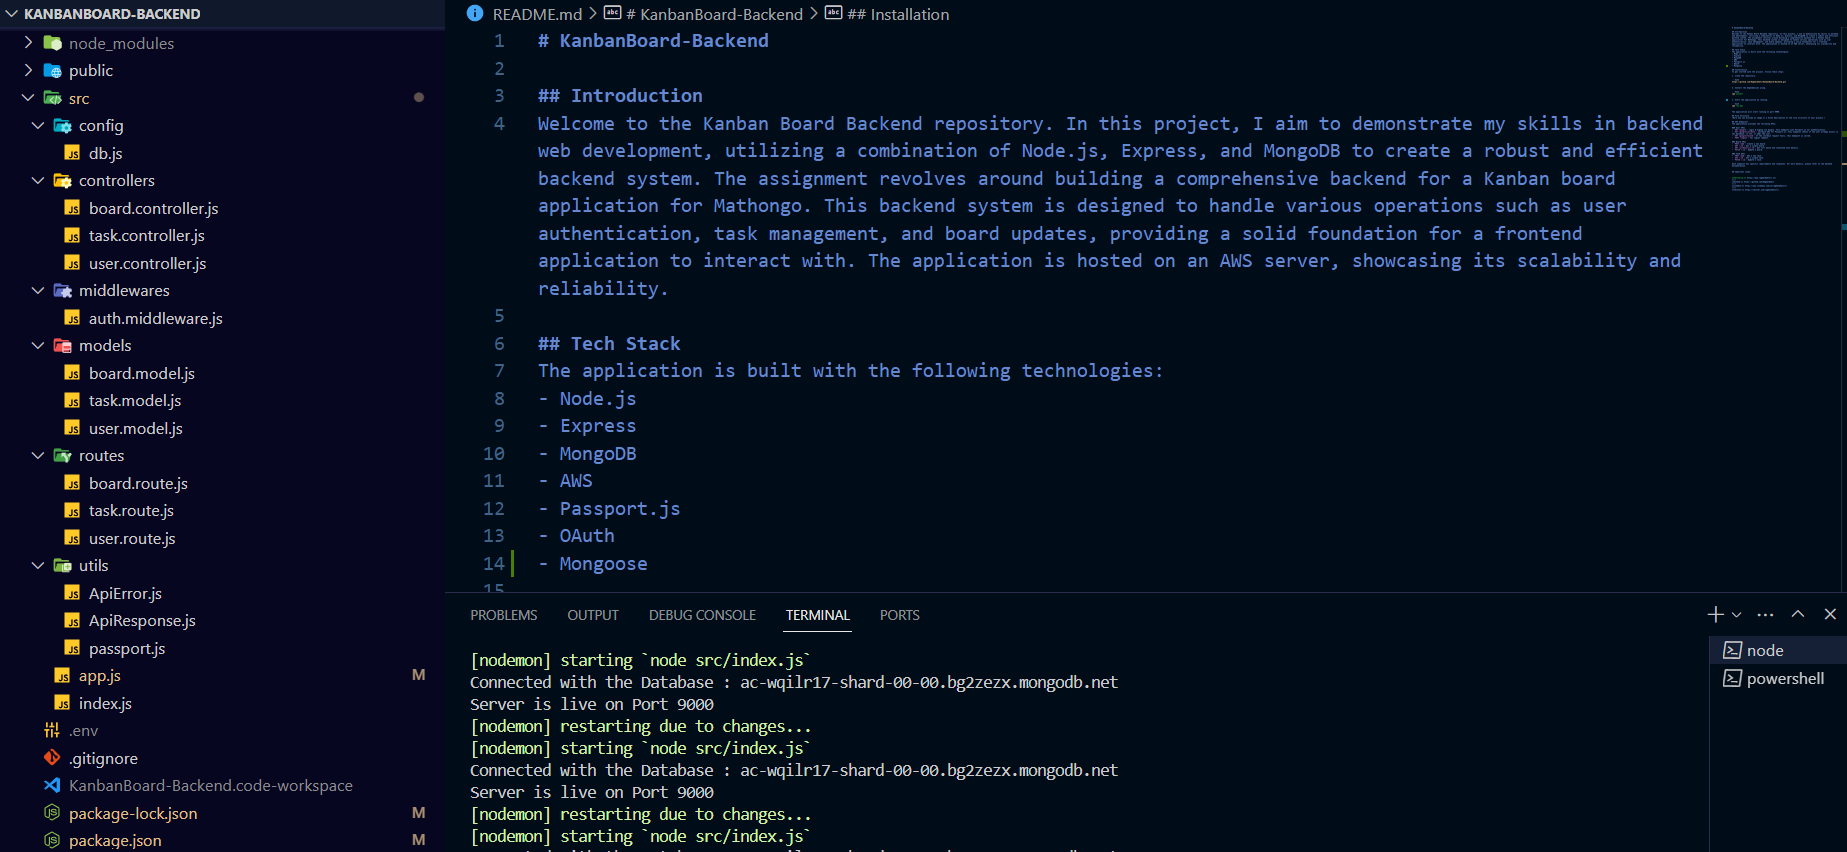 KANBANBOARD-BACKEND
node_modules
public
src
config
db.js
controllers
board.controller.js
task.controller.js
user.controller.js
middlewares
auth.middleware.js
models
board.model.js
task.model.js
user.model.js
routes
board.route.js
task.route.js
user.route.js
utils
ApiError.js
ApiResponse.js
passport.js
app.js M
index.js
.env
.gitignore
KanbanBoard-Backend.code-workspace
package-lock.json M
package.json M
README.md > # KanbanBoard-Backend > ## Installation
1 # KanbanBoard-Backend
2
3 ## Introduction
4 Welcome to the Kanban Board Backend repository. In this project, I aim to demonstrate my skills in backend
web development, utilizing a combination of Node.js, Express, and MongoDB to create a robust and efficient
backend system. The assignment revolves around building a comprehensive backend for a Kanban board
application for Mathongo. This backend system is designed to handle various operations such as user
authentication, task management, and board updates, providing a solid foundation for a frontend
application to interact with. The application is hosted on an AWS server, showcasing its scalability and
reliability.
5
6 ## Tech Stack
7 The application is built with the following technologies:
8 - Node.js
9 - Express
10 - MongoDB
11 - AWS
12 - Passport.js
13 - OAuth
14 - Mongoose
15
PROBLEMS OUTPUT DEBUG CONSOLE TERMINAL PORTS
[nodemon] starting `node src/index.js`
Connected with the Database : ac-wqilr17-shard-00-00.bg2zezx.mongodb.net
Server is live on Port 9000
[nodemon] restarting due to changes...
[nodemon] starting `node src/index.js`
Connected with the Database : ac-wqilr17-shard-00-00.bg2zezx.mongodb.net
Server is live on Port 9000
[nodemon] restarting due to changes...
[nodemon] starting `node src/index.js`
node
powershell